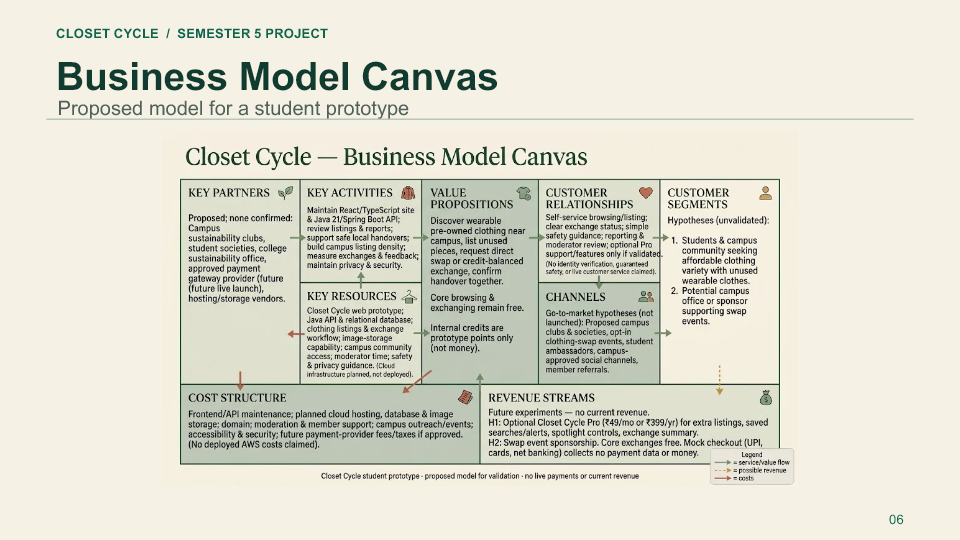 CLOSET CYCLE / SEMESTER 5 PROJECT
Business Model Canvas
Proposed model for a student prototype
Closet Cycle — Business Model Canvas
KEY PARTNERS
Proposed; none confirmed:
Campus
sustainability clubs,
student societies, college
sustainability office,
approved payment
gateway provider (future
(future live launch),
hosting/storage vendors.
KEY ACTIVITIES
Maintain React/TypeScript site
& Java 21/Spring Boot API;
review listings & reports;
support safe local handovers;
build campus listing density;
measure exchanges & feedback;
maintain privacy & security.
KEY RESOURCES
Closet Cycle web prototype;
Java API & relational database;
clothing listings & exchange
workflow; image-storage
capability; campus community
access; moderator time; safety
& privacy guidance. (Cloud
infrastructure planned, not deployed).
VALUE
PROPOSITIONS
Discover wearable
pre-owned clothing near
campus, list unused
pieces, request direct
swap or credit-balanced
exchange, confirm
handover together.
Core browsing &
exchanging remain free.
Internal credits are
prototype points only
(not money).
CUSTOMER
RELATIONSHIPS
Self-service browsing/listing;
clear exchange status; simple
safety guidance; reporting &
moderator review; optional Pro
support/features only if validated.
(No identity verification, guaranteed
safety, or live customer service claimed).
CHANNELS
Go-to-market hypotheses (not
launched): Proposed campus
clubs & societies, opt-in
clothing-swap events, student
ambassadors, campus-
approved social channels,
member referrals.
CUSTOMER
SEGMENTS
Hypotheses (unvalidated):
1. Students & campus
community seeking
affordable clothing
variety with unused
wearable clothes.
2. Potential campus
office or sponsor
supporting swap
events.
COST STRUCTURE
Frontend/API maintenance; planned cloud hosting, database & image
storage; domain; moderation & member support; campus outreach/events;
accessibility & security; future payment-provider fees/taxes if approved.
(No deployed AWS costs claimed).
REVENUE STREAMS
Future experiments — no current revenue.
H1: Optional Closet Cycle Pro (₹49/mo or ₹399/yr) for extra listings, saved
searches/alerts, spotlight controls, exchange summary.
H2: Swap event sponsorship. Core exchanges free. Mock checkout (UPI,
cards, net banking) collects no payment data or money.
Legend
= service/value flow
= possible revenue
= costs
Closet Cycle student prototype - proposed model for validation - no live payments or current revenue
06